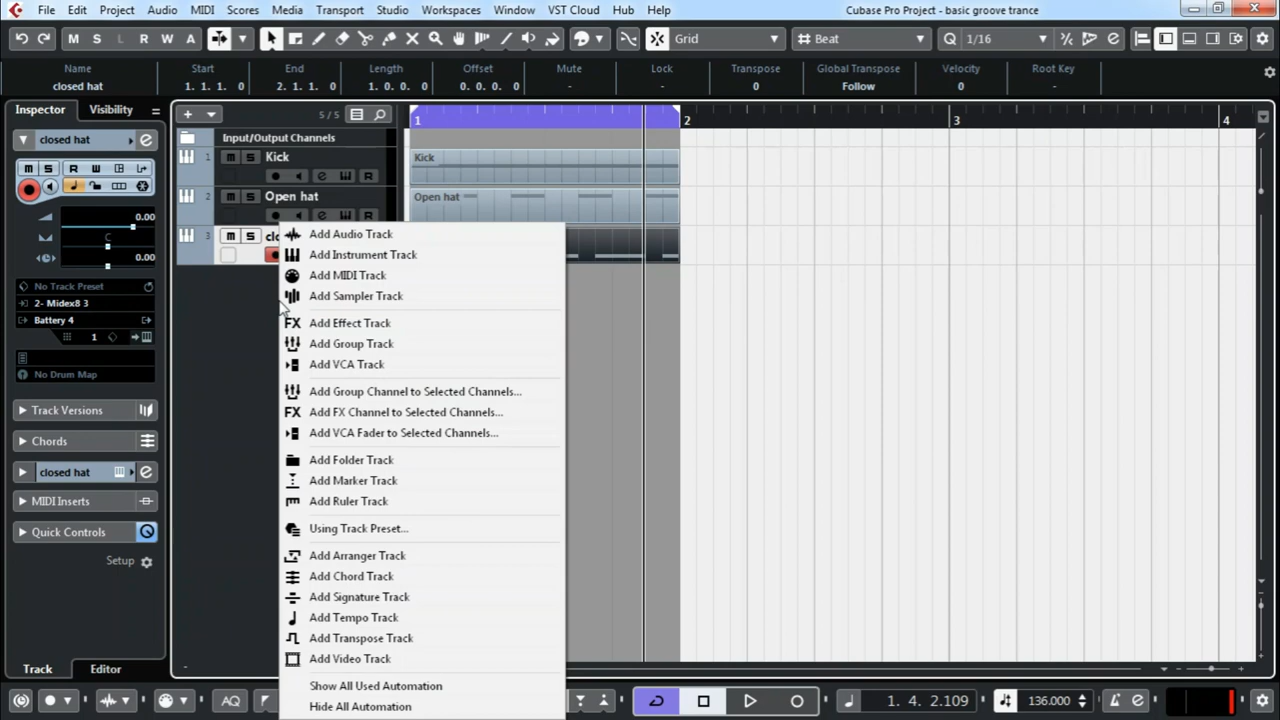 File Edit Project Audio MIDI Scores Media Transport Studio Workspaces Window VST Cloud Hub Help Cubase Pro Project - basic groove trance
M S L R W A Grid Beat Q 1/16
Name Start End Length Offset Mute Lock Transpose Global Transpose Velocity Root Key
closed hat 1. 1. 1. 0 2. 1. 1. 0 1. 0. 0. 0 0. 0. 0. 0 - - 0 Follow 0 -
Inspector Visibility
5 / 5
1 2 3 4
closed hat
Input/Output Channels
m S R W
1 m S Kick
Kick
e R
2 m S Open hat
Open hat
e R
0.00
C
0.00
3 m S clo
No Track Preset
2- Midex8 3
Battery 4
1
No Drum Map
Track Versions
Chords
closed hat
MIDI Inserts
Quick Controls
Setup
Add Audio Track
Add Instrument Track
Add MIDI Track
Add Sampler Track
FX Add Effect Track
Add Group Track
Add VCA Track
Add Group Channel to Selected Channels...
FX Add FX Channel to Selected Channels...
Add VCA Fader to Selected Channels...
Add Folder Track
Add Marker Track
Add Ruler Track
Using Track Preset...
Add Arranger Track
Add Chord Track
Add Signature Track
Add Tempo Track
Add Transpose Track
Add Video Track
Show All Used Automation
Hide All Automation
Track Editor
AQ 1. 4. 2.109 136.000